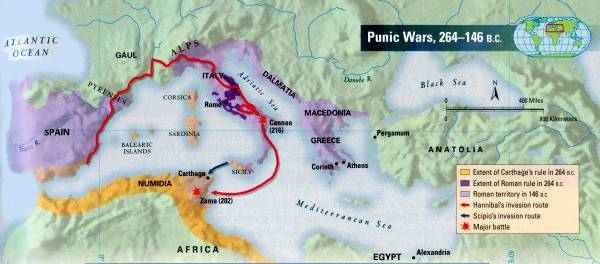 Punic Wars, 264–146 B.C.
ATLANTIC
OCEAN
GAUL
ALPS
PYRENEES
SPAIN
CORSICA
ITALY
Rome
Adriatic Sea
DALMATIA
Danube R.
Black Sea
N
0 400 Miles
0 800 Kilometers
SARDINIA
BALEARIC
ISLANDS
Cannae
(216)
MACEDONIA
GREECE
Pergamum
ANATOLIA
Corinth
Athens
Carthage
SICILY
NUMIDIA
Zama (202)
Mediterranean Sea
AFRICA
EGYPT
Alexandria
Extent of Carthage's rule in 264 B.C.
Extent of Roman rule in 264 B.C.
Roman territory in 146 B.C.
Hannibal's invasion route
Scipio's invasion route
Major battle